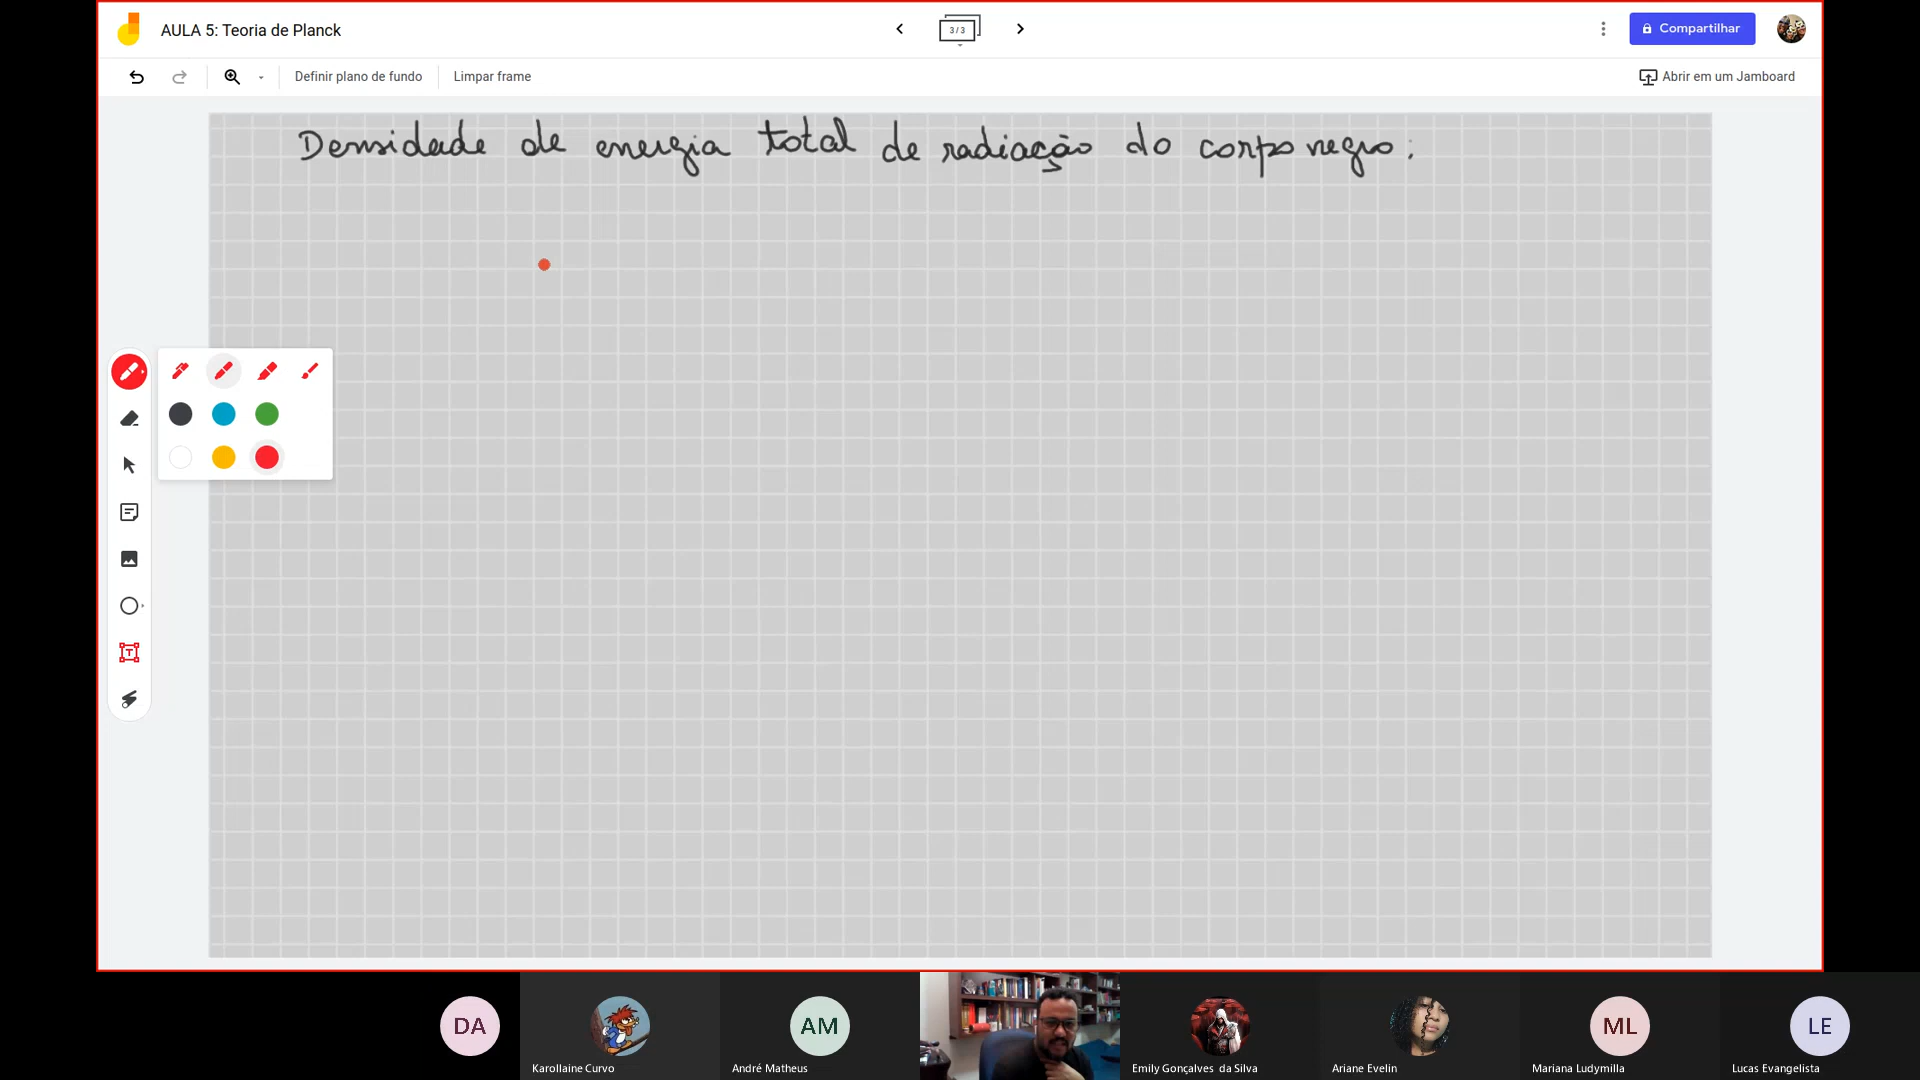 AULA 5: Teoria de Planck
3/3
Compartilhar
Definir plano de fundo
Limpar frame
Abrir em um Jamboard
Densidade de energia total de radiação do corpo negro:
DA
AM
ML
LE
Karollaine Curvo
André Matheus
Emily Gonçalves da Silva
Ariane Evelin
Mariana Ludymilla
Lucas Evangelista